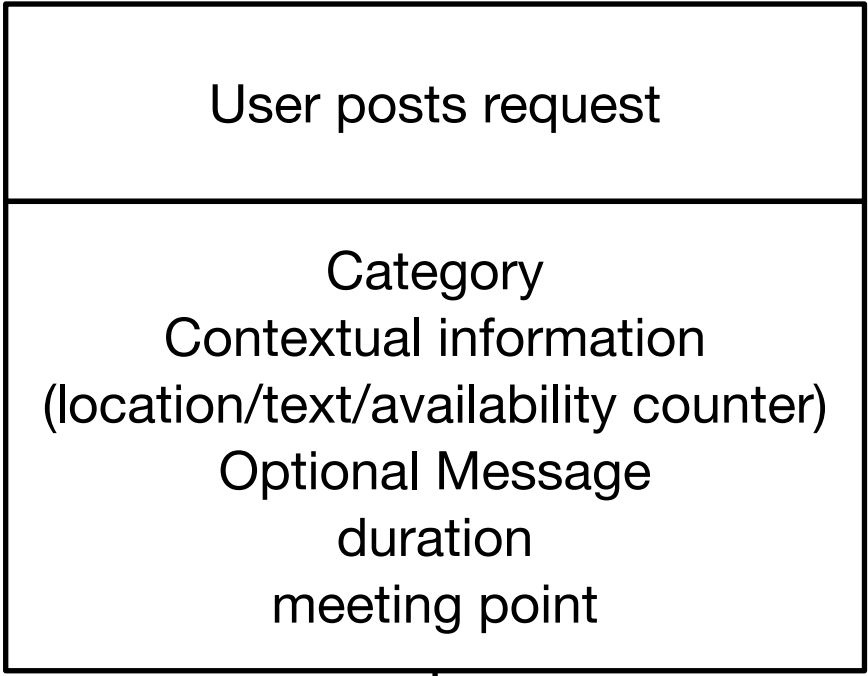 User posts request
Category
Contextual information
(location/text/availability counter)
Optional Message
duration
meeting point